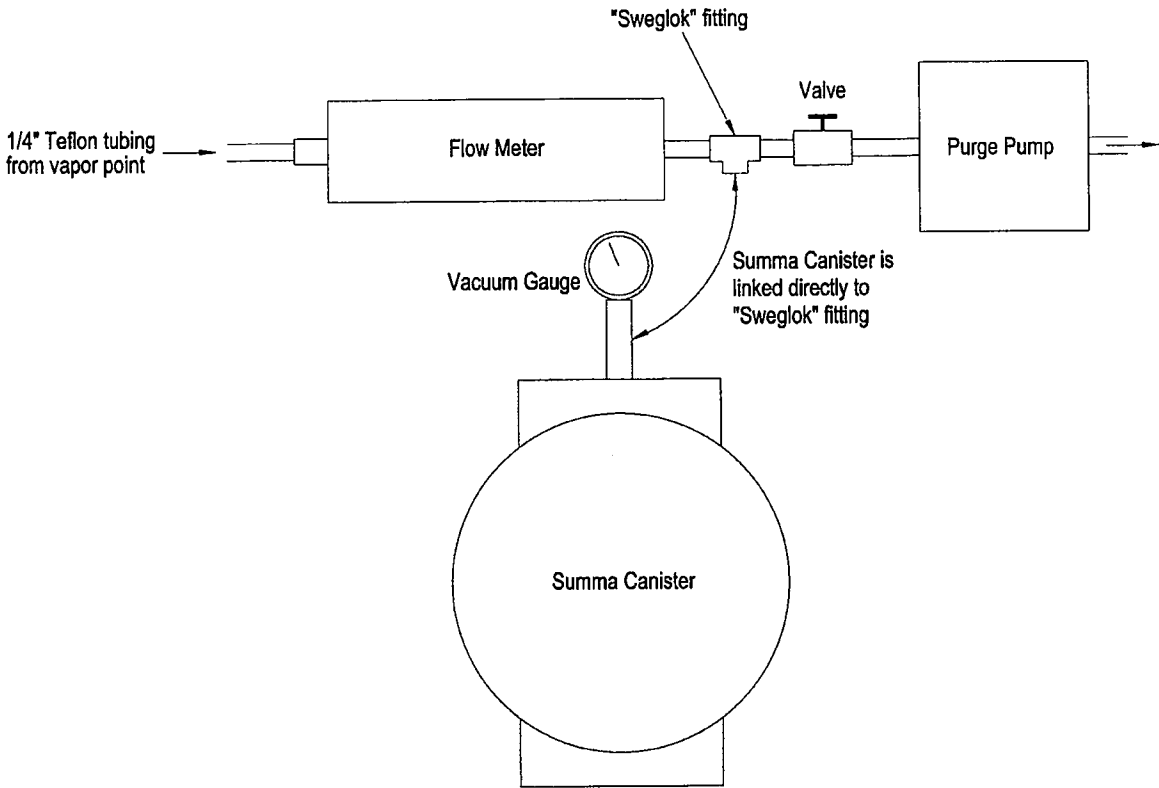 "Sweglok" fitting
Valve
1/4" Teflon tubing
from vapor point
Flow Meter
Purge Pump
Vacuum Gauge
Summa Canister is
linked directly to
"Sweglok" fitting
Summa Canister